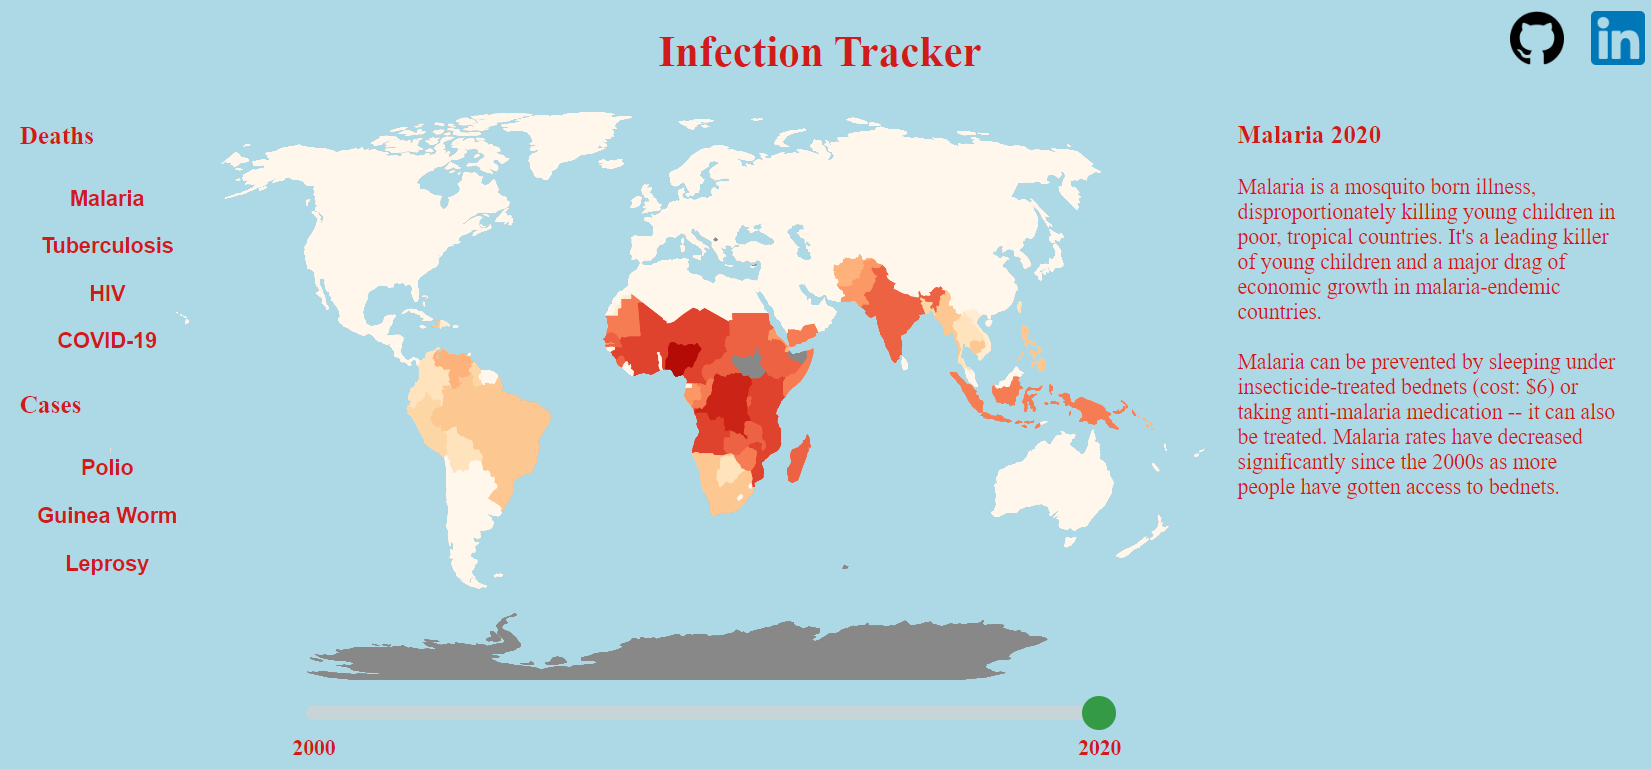 Infection Tracker
in
Deaths
Malaria
Tuberculosis
HIV
COVID-19
Cases
Polio
Guinea Worm
Leprosy
Malaria 2020
Malaria is a mosquito born illness,
disproportionately killing young children in
poor, tropical countries. It's a leading killer
of young children and a major drag of
economic growth in malaria-endemic
countries.
Malaria can be prevented by sleeping under
insecticide-treated bednets (cost: $6) or
taking anti-malaria medication -- it can also
be treated. Malaria rates have decreased
significantly since the 2000s as more
people have gotten access to bednets.
2000
2020